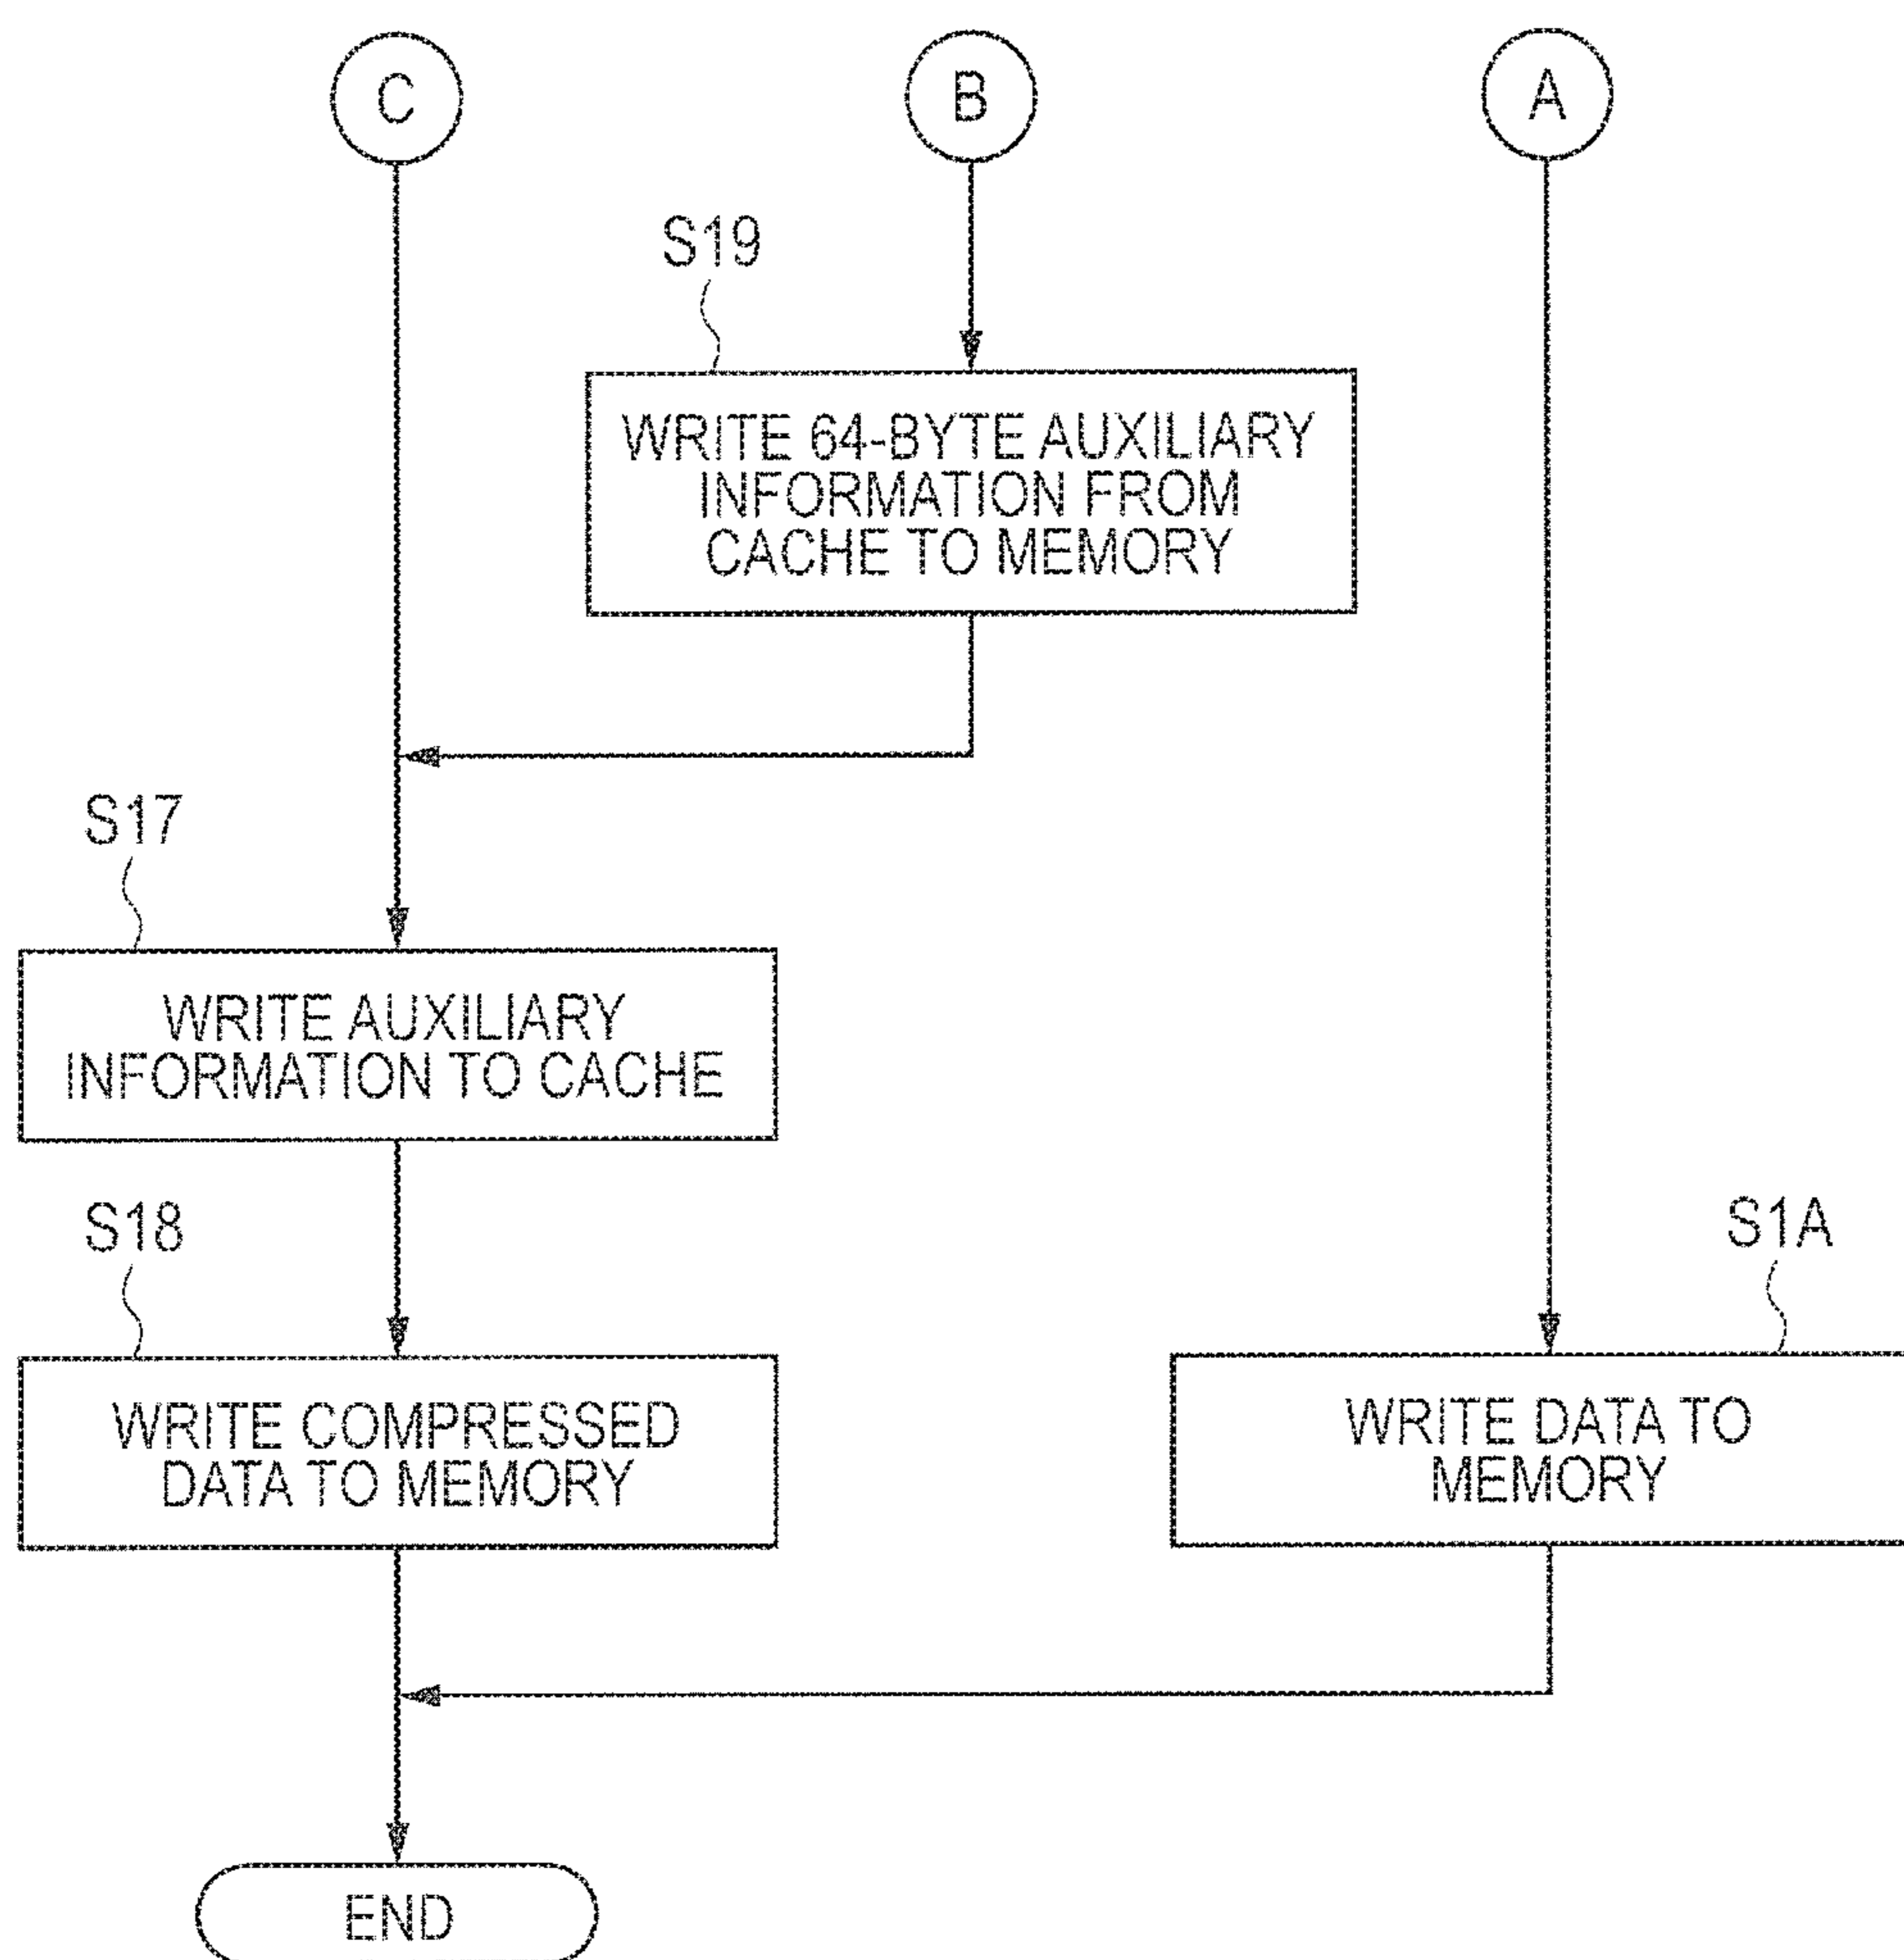 C
B
A
S19
WRITE 64-BYTE AUXILIARY
INFORMATION FROM
CACHE TO MEMORY
S17
WRITE AUXILIARY
INFORMATION TO CACHE
S18
WRITE COMPRESSED
DATA TO MEMORY
S1A
WRITE DATA TO
MEMORY
END